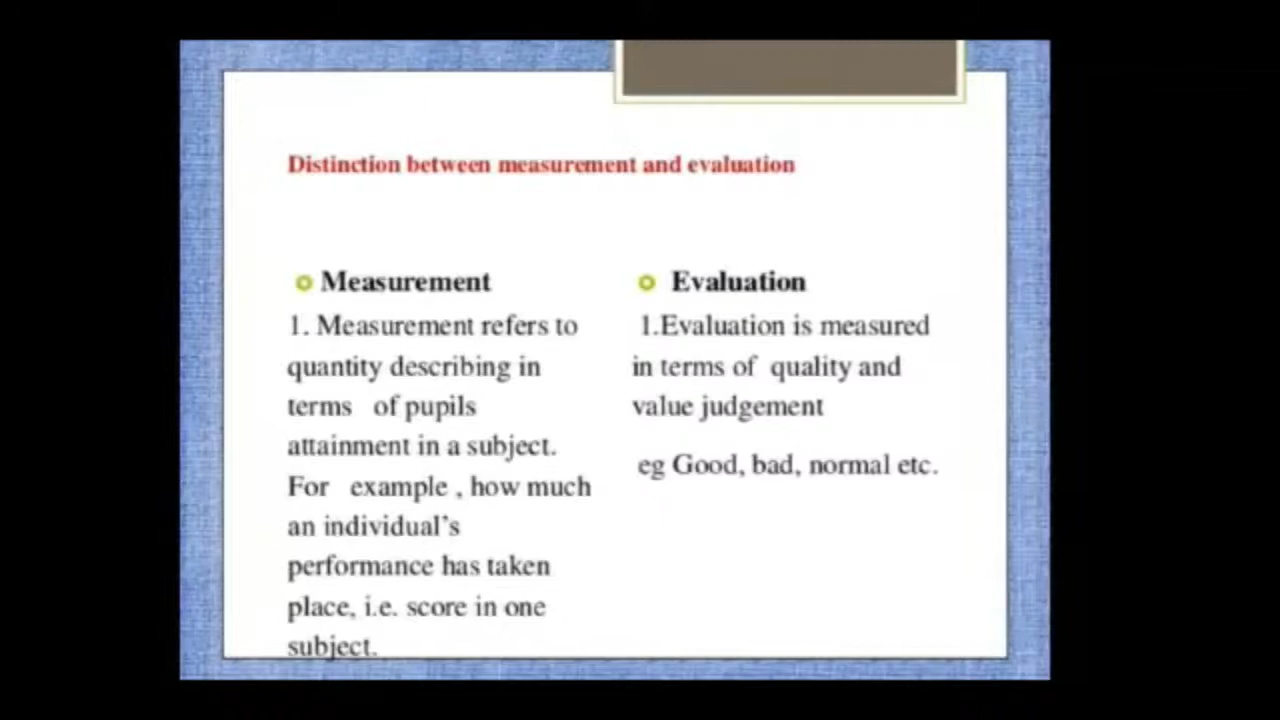 Distinction between measurement and evaluation
Measurement
1. Measurement refers to
quantity describing in
terms of pupils
attainment in a subject.
For example , how much
an individual's
performance has taken
place, i.e. score in one
subject.
Evaluation
1.Evaluation is measured
in terms of quality and
value judgement
eg Good, bad, normal etc.